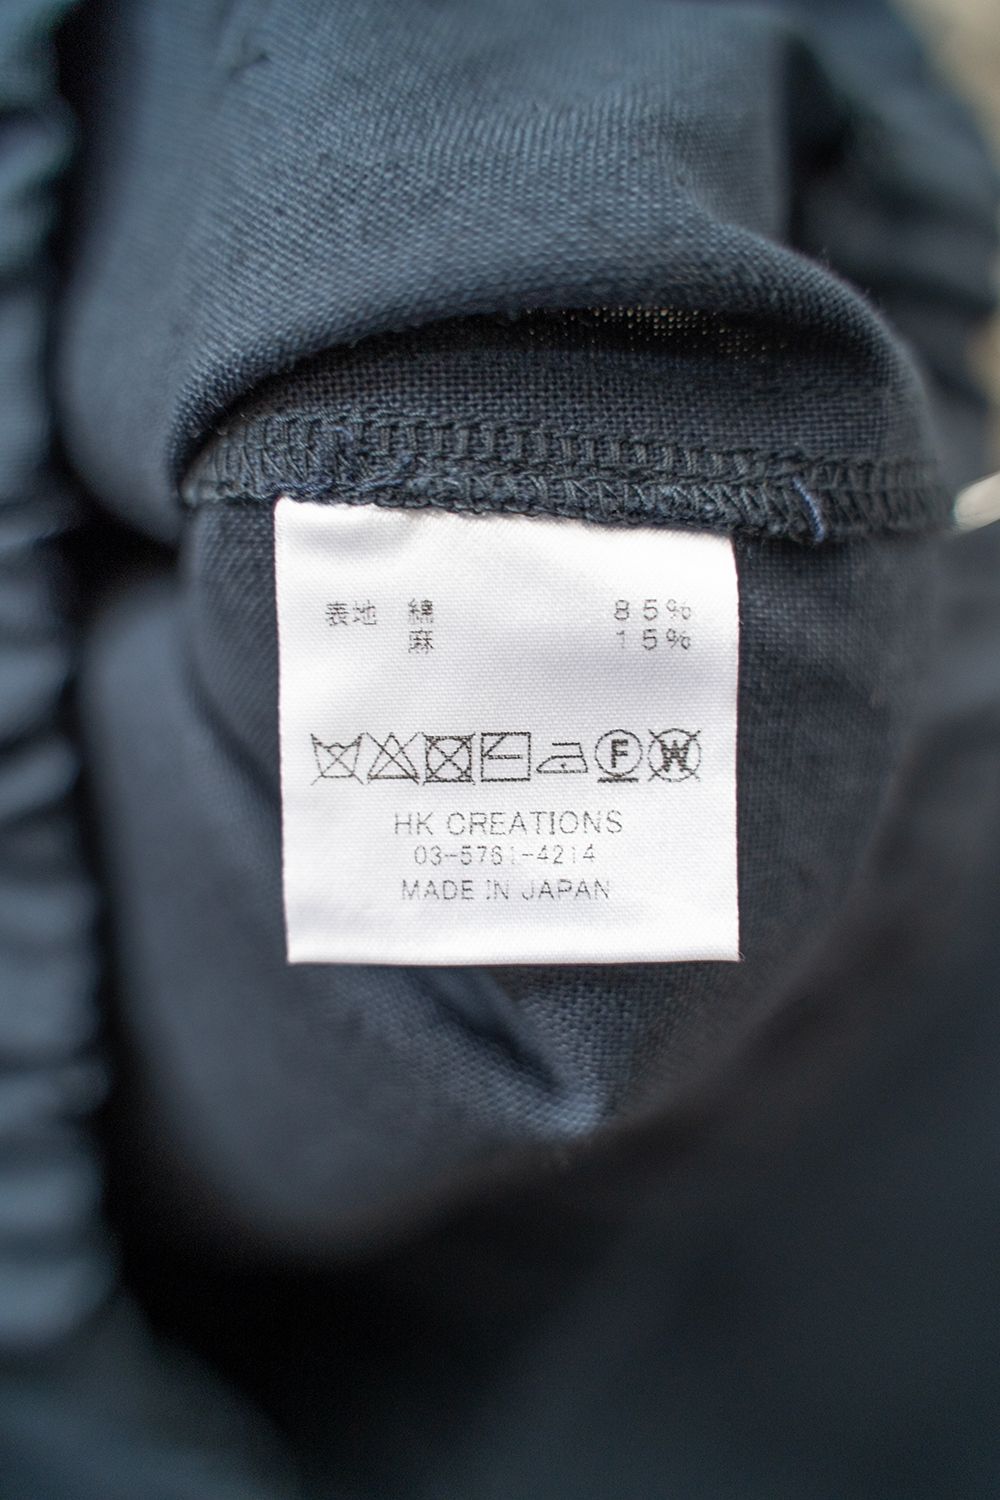 表地 綿 85%
麻 15%
F W
HK CREATIONS
03-5761-4214
MADE IN JAPAN